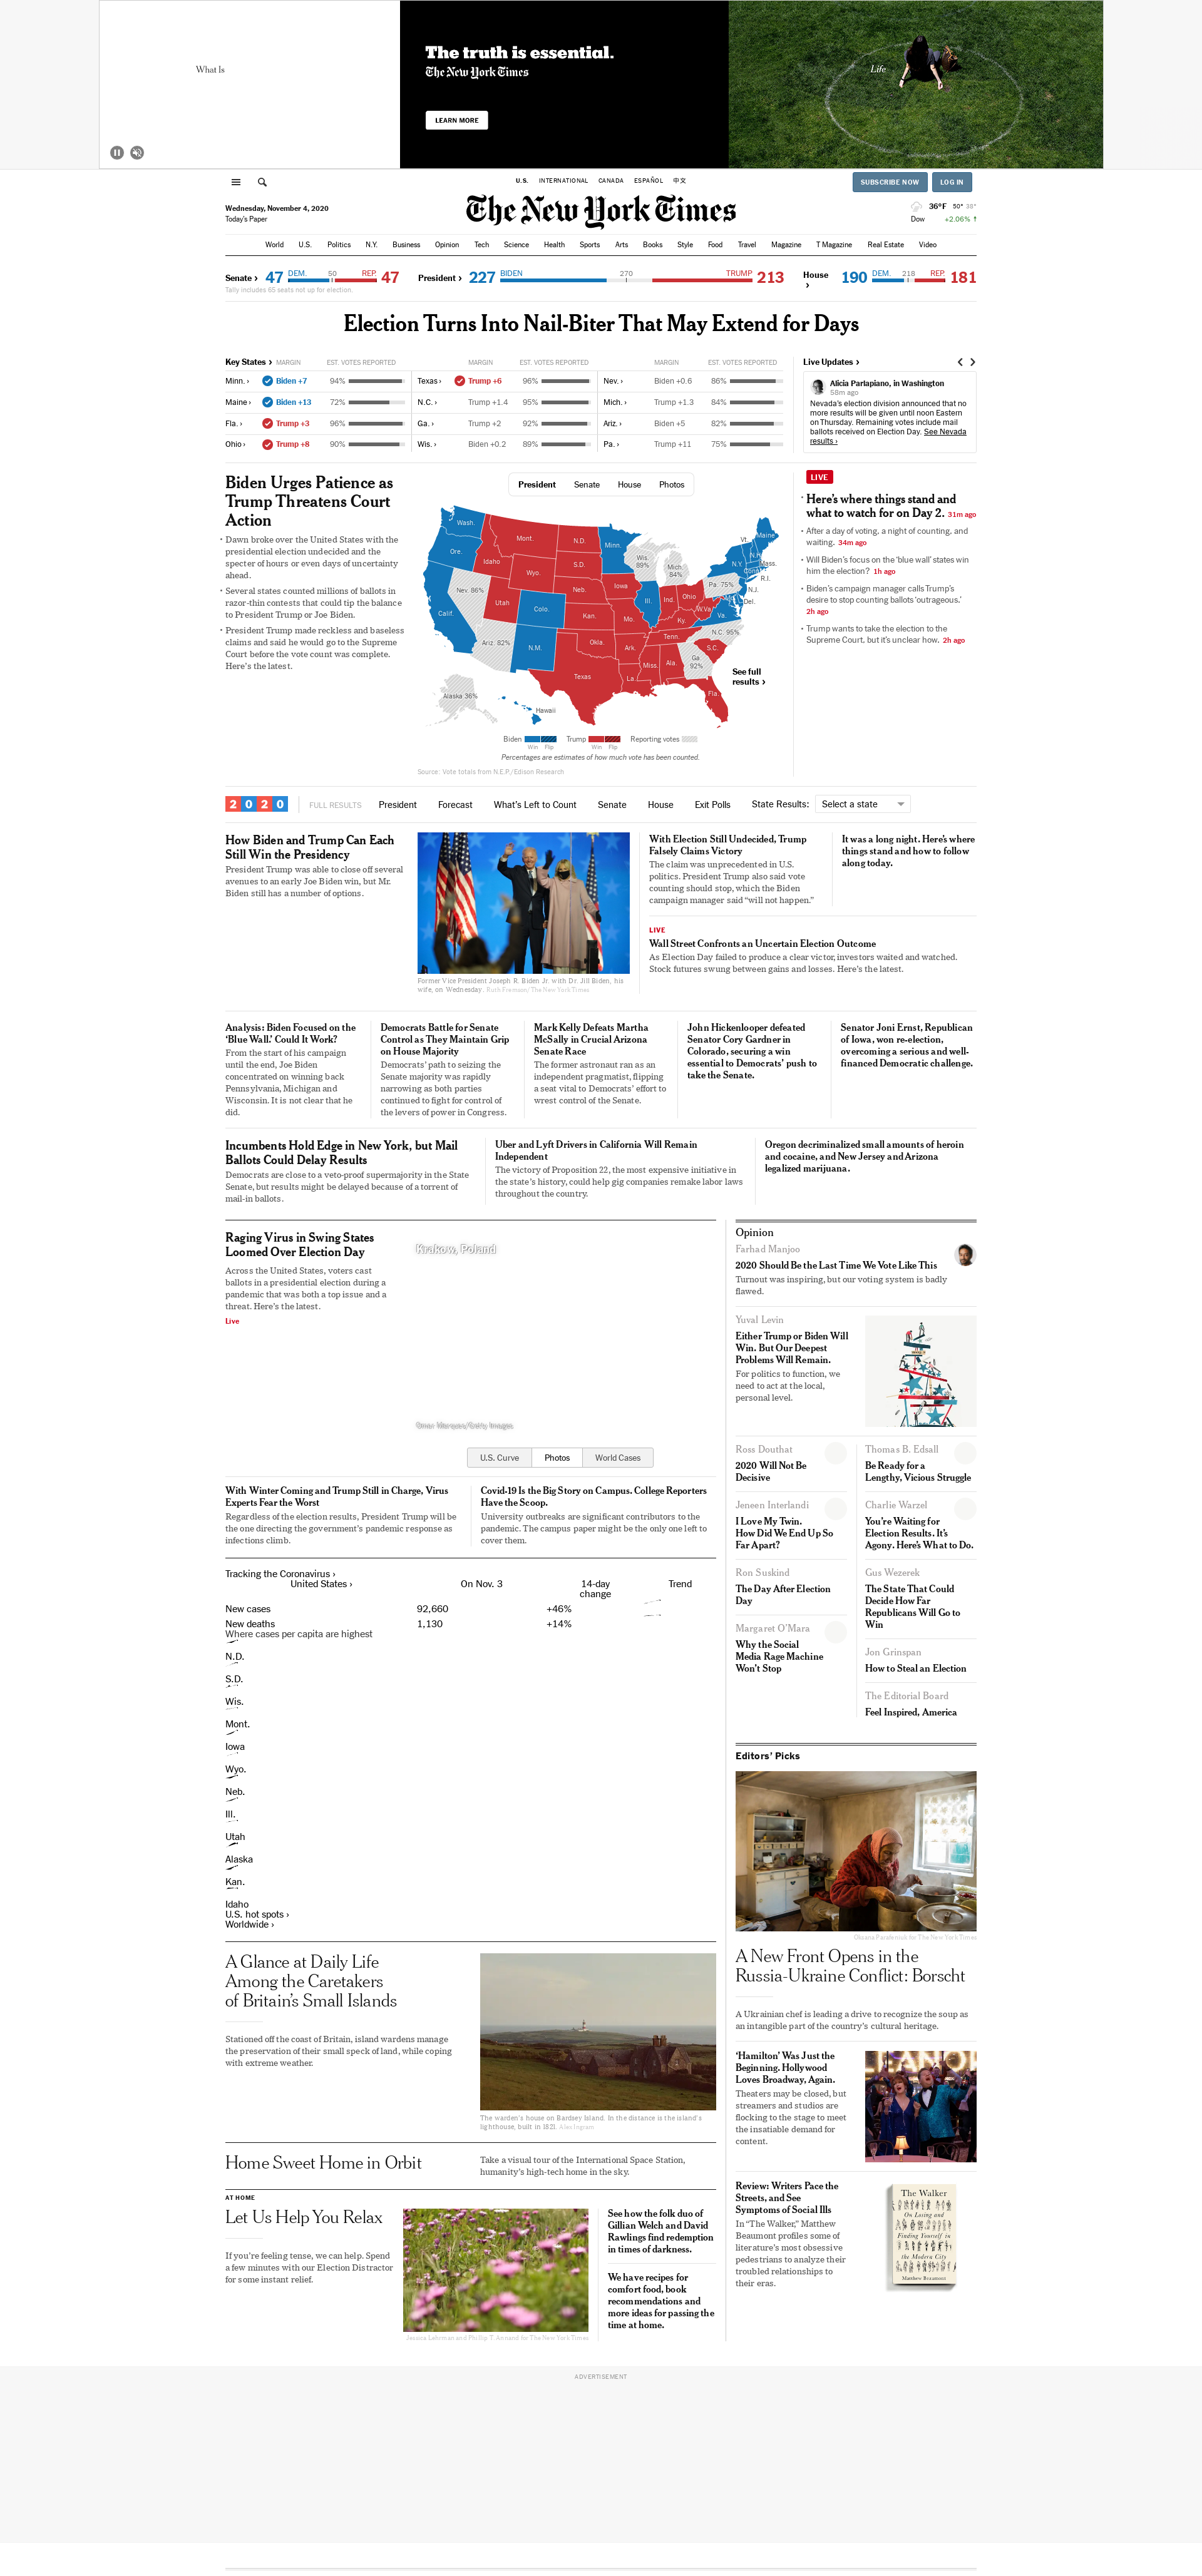 What Is
The truth is essential.
The New York Times
LEARN MORE
Life
U.S. INTERNATIONAL CANADA ESPAÑOL 中文
SUBSCRIBE NOW LOG IN
Wednesday, November 4, 2020
Today's Paper
The New York Times
36°F 50° 38°
Dow +2.06% ↑
World U.S. Politics N.Y. Business Opinion Tech Science Health Sports Arts Books Style Food Travel Magazine T Magazine Real Estate Video
Senate › 47 DEM. 50 REP. 47
Tally includes 65 seats not up for election.
President › 227 BIDEN 270 TRUMP 213
House › 190 DEM. 218 REP. 181
Election Turns Into Nail-Biter That May Extend for Days
Key States › MARGIN EST. VOTES REPORTED MARGIN EST. VOTES REPORTED MARGIN EST. VOTES REPORTED
Minn. › Biden +7 94% Texas › Trump +6 96% Nev. › Biden +0.6 86%
Maine › Biden +13 72% N.C. › Trump +1.4 95% Mich. › Trump +1.3 84%
Fla. › Trump +3 96% Ga. › Trump +2 92% Ariz. › Biden +5 82%
Ohio › Trump +8 90% Wis. › Biden +0.2 89% Pa. › Trump +11 75%
Live Updates ›
Alicia Parlapiano, in Washington
58m ago
Nevada's election division announced that no
more results will be given until noon Eastern
on Thursday. Remaining votes include mail
ballots received on Election Day. See Nevada
results ›
Biden Urges Patience as
Trump Threatens Court
Action
Dawn broke over the United States with the
presidential election undecided and the
specter of hours or even days of uncertainty
ahead.
Several states counted millions of ballots in
razor-thin contests that could tip the balance
to President Trump or Joe Biden.
President Trump made reckless and baseless
claims and said he would go to the Supreme
Court before the vote count was complete.
Here's the latest.
President Senate House Photos
Wash.
Ore.
Calif.
Nev. 86%
Idaho
Mont.
Wyo.
Utah
Ariz. 82%
Colo.
N.M.
N.D.
S.D.
Neb.
Kan.
Okla.
Texas
Minn.
Iowa
Mo.
Ark.
La.
Wis.
89%
Ill.
Mich.
84%
Ind.
Ohio
Ky.
Tenn.
Miss.
Ala.
Ga.
92%
Fla.
S.C.
N.C. 95%
Va.
W.Va.
Pa. 75%
N.Y.
Vt.
Maine
Mass.
Conn.
R.I.
N.J.
Del.
Alaska 36%
Hawaii
See full
results ›
Biden Trump Reporting votes
Win Flip Win Flip
Percentages are estimates of how much vote has been counted.
Source: Vote totals from N.E.P./Edison Research
LIVE
Here's where things stand and
what to watch for on Day 2. 31m ago
After a day of voting, a night of counting, and
waiting. 34m ago
Will Biden's focus on the 'blue wall' states win
him the election? 1h ago
Biden's campaign manager calls Trump's
desire to stop counting ballots 'outrageous.'
2h ago
Trump wants to take the election to the
Supreme Court, but it's unclear how. 2h ago
2020 FULL RESULTS President Forecast What's Left to Count Senate House Exit Polls State Results: Select a state
How Biden and Trump Can Each
Still Win the Presidency
President Trump was able to close off several
avenues to an early Joe Biden win, but Mr.
Biden still has a number of options.
Former Vice President Joseph R. Biden Jr. with Dr. Jill Biden, his
wife, on Wednesday. Ruth Fremson/The New York Times
With Election Still Undecided, Trump
Falsely Claims Victory
The claim was unprecedented in U.S.
politics. President Trump also said vote
counting should stop, which the Biden
campaign manager said "will not happen."
It was a long night. Here's where
things stand and how to follow
along today.
LIVE
Wall Street Confronts an Uncertain Election Outcome
As Election Day failed to produce a clear victor, investors waited and watched.
Stock futures swung between gains and losses. Here's the latest.
Analysis: Biden Focused on the
'Blue Wall.' Could It Work?
From the start of his campaign
until the end, Joe Biden
concentrated on winning back
Pennsylvania, Michigan and
Wisconsin. It is not clear that he
did.
Democrats Battle for Senate
Control as They Maintain Grip
on House Majority
Democrats' path to seizing the
Senate majority was rapidly
narrowing as both parties
continued to fight for control of
the levers of power in Congress.
Mark Kelly Defeats Martha
McSally in Crucial Arizona
Senate Race
The former astronaut ran as an
independent pragmatist, flipping
a seat vital to Democrats' effort to
wrest control of the Senate.
John Hickenlooper defeated
Senator Cory Gardner in
Colorado, securing a win
essential to Democrats' push to
take the Senate.
Senator Joni Ernst, Republican
of Iowa, won re-election,
overcoming a serious and well-
financed Democratic challenge.
Incumbents Hold Edge in New York, but Mail
Ballots Could Delay Results
Democrats are close to a veto-proof supermajority in the State
Senate, but results might be delayed because of a torrent of
mail-in ballots.
Uber and Lyft Drivers in California Will Remain
Independent
The victory of Proposition 22, the most expensive initiative in
the state's history, could help gig companies remake labor laws
throughout the country.
Oregon decriminalized small amounts of heroin
and cocaine, and New Jersey and Arizona
legalized marijuana.
Raging Virus in Swing States
Loomed Over Election Day
Across the United States, voters cast
ballots in a presidential election during a
pandemic that was both a top issue and a
threat. Here's the latest.
Live
Krakow, Poland
Omar Marques/Getty Images
U.S. Curve Photos World Cases
With Winter Coming and Trump Still in Charge, Virus
Experts Fear the Worst
Regardless of the election results, President Trump will be
the one directing the government's pandemic response as
infections climb.
Covid-19 Is the Big Story on Campus. College Reporters
Have the Scoop.
University outbreaks are significant contributors to the
pandemic. The campus paper might be the only one left to
cover them.
Tracking the Coronavirus ›
United States › On Nov. 3 14-day
change Trend
New cases 92,660 +46%
New deaths 1,130 +14%
Where cases per capita are highest
N.D.
S.D.
Wis.
Mont.
Iowa
Wyo.
Neb.
Ill.
Utah
Alaska
Kan.
Idaho
U.S. hot spots ›
Worldwide ›
A Glance at Daily Life
Among the Caretakers
of Britain's Small Islands
Stationed off the coast of Britain, island wardens manage
the preservation of their small speck of land, while coping
with extreme weather.
The warden's house on Bardsey Island. In the distance is the island's
lighthouse, built in 1821. Alex Ingram
Home Sweet Home in Orbit
Take a visual tour of the International Space Station,
humanity's high-tech home in the sky.
AT HOME
Let Us Help You Relax
If you're feeling tense, we can help. Spend
a few minutes with our Election Distractor
for some instant relief.
Jessica Lehrman and Phillip T. Annand for The New York Times
See how the folk duo of
Gillian Welch and David
Rawlings find redemption
in times of darkness.
We have recipes for
comfort food, book
recommendations and
more ideas for passing the
time at home.
Opinion
Farhad Manjoo
2020 Should Be the Last Time We Vote Like This
Turnout was inspiring, but our voting system is badly
flawed.
Yuval Levin
Either Trump or Biden Will
Win. But Our Deepest
Problems Will Remain.
For politics to function, we
need to act at the local,
personal level.
Ross Douthat
2020 Will Not Be
Decisive
Jeneen Interlandi
I Love My Twin.
How Did We End Up So
Far Apart?
Ron Suskind
The Day After Election
Day
Margaret O'Mara
Why the Social
Media Rage Machine
Won't Stop
Thomas B. Edsall
Be Ready for a
Lengthy, Vicious Struggle
Charlie Warzel
You're Waiting for
Election Results. It's
Agony. Here's What to Do.
Gus Wezerek
The State That Could
Decide How Far
Republicans Will Go to
Win
Jon Grinspan
How to Steal an Election
The Editorial Board
Feel Inspired, America
Editors' Picks
Oksana Parafeniuk for The New York Times
A New Front Opens in the
Russia-Ukraine Conflict: Borscht
A Ukrainian chef is leading a drive to recognize the soup as
an intangible part of the country's cultural heritage.
'Hamilton' Was Just the
Beginning. Hollywood
Loves Broadway, Again.
Theaters may be closed, but
streamers and studios are
flocking to the stage to meet
the insatiable demand for
content.
Review: Writers Pace the
Streets, and See
Symptoms of Social Ills
In "The Walker," Matthew
Beaumont profiles some of
literature's most obsessive
pedestrians to analyze their
troubled relationships to
their eras.
The Walker
On Losing and
Finding Yourself in
the Modern City
Matthew Beaumont
ADVERTISEMENT